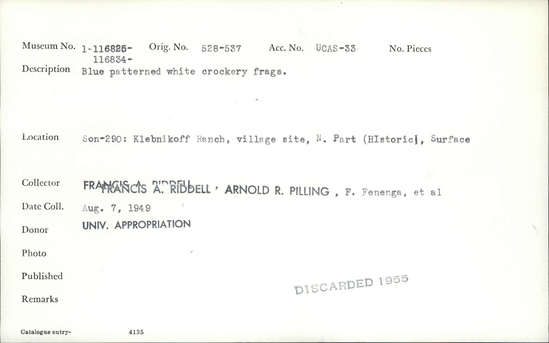 Museum No. 1-116825- Orig. No. 528-537 Acc. No. UCAS-33 No. Pieces
116834-
Description Blue patterned white crockery frags.
Location Son-290: Klebnikoff Ranch, village site, N. Part (HIstoric), Surface
Collector FRANCIS A. RIDDELL
FRANCIS A. RIDDELL, ARNOLD R. PILLING, F. Fenenga, et al
Date Coll. Aug. 7, 1949
Donor UNIV. APPROPRIATION
Photo
Published
DISCARDED 1955
Remarks
Catalogue entry- 4135